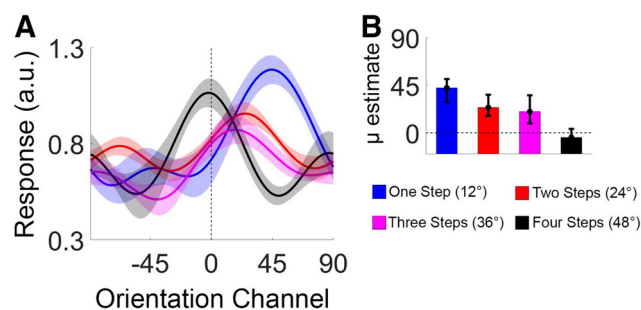 A
1.3
0.8
0.3
Response (a.u.)
-45 0 45 90
Orientation Channel
B
90
45
0
μ estimate
One Step (12°) Two Steps (24°)
Three Steps (36°) Four Steps (48°)